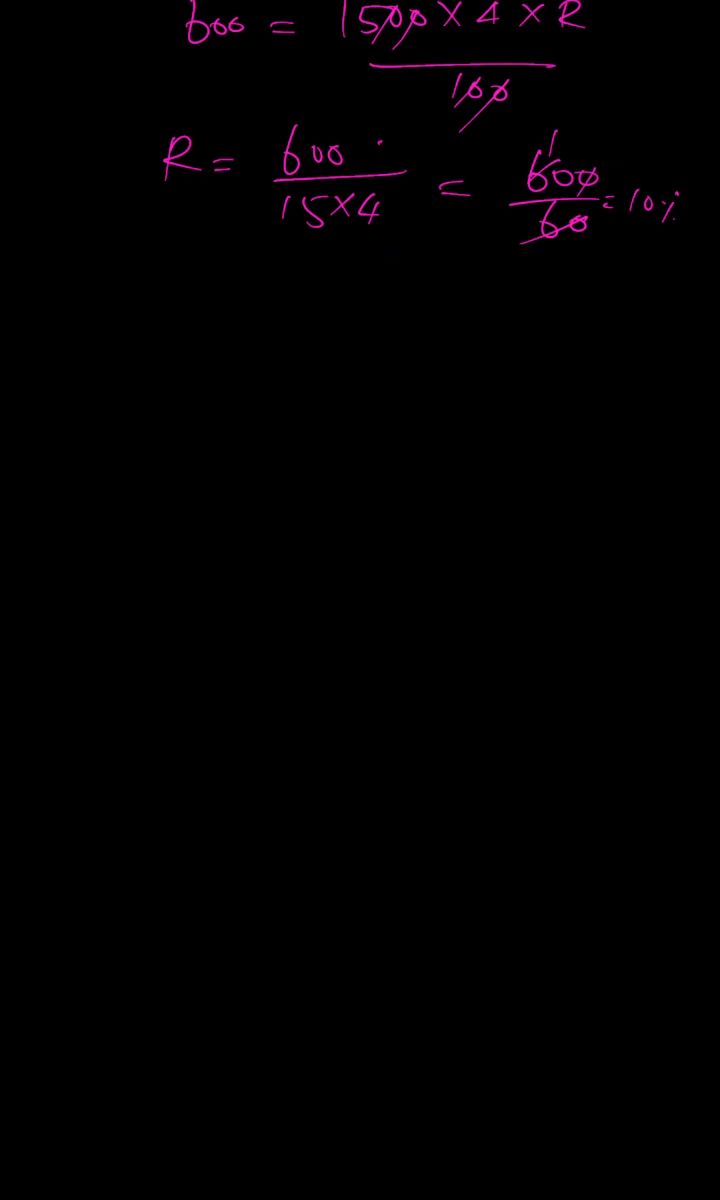 600 = 1500 × 4 × R / 100
R = 600 / 15×4 = 600 / 60 = 10%